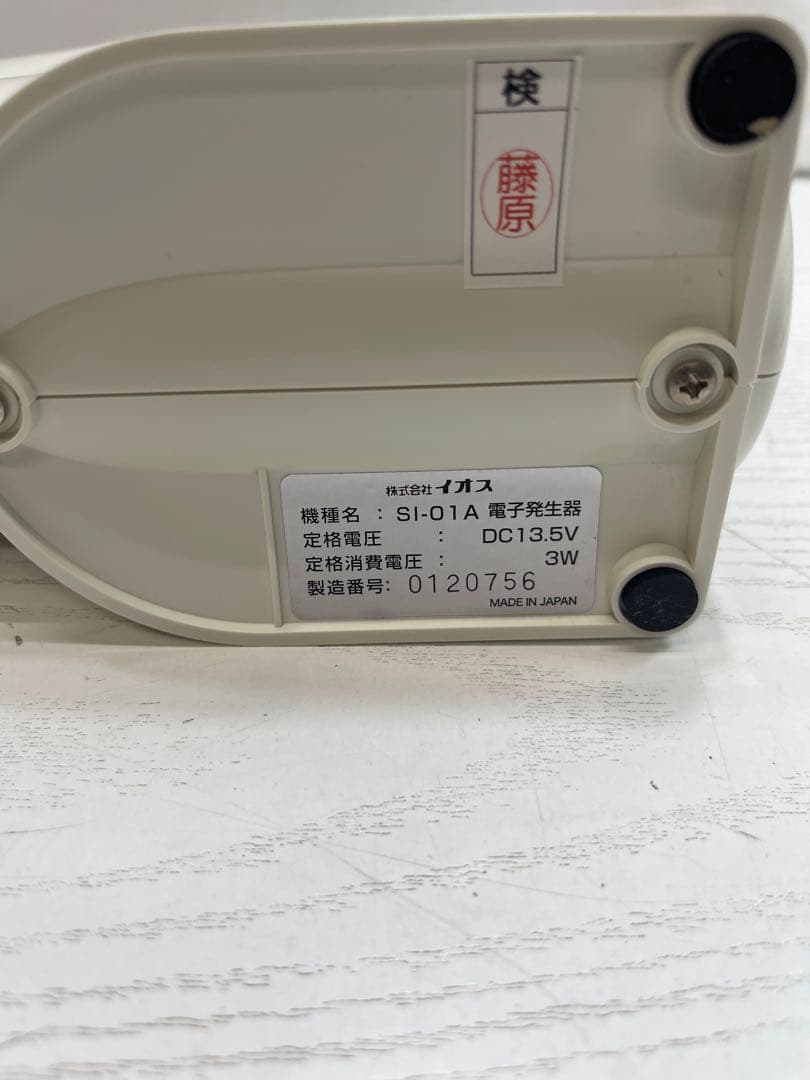 検
藤原
株式会社 イオス
機種名 : SI-01A 電子発生器
定格電圧 : DC13.5V
定格消費電圧 : 3W
製造番号: 0120756
MADE IN JAPAN